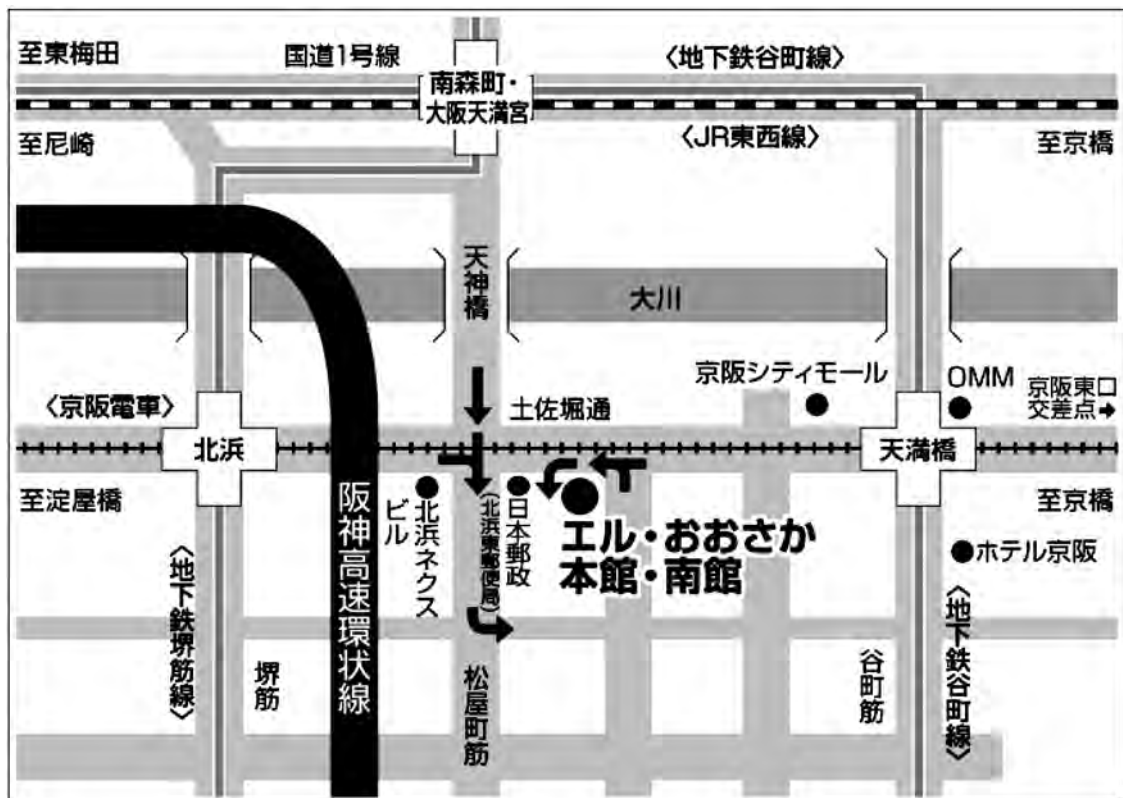 至東梅田
国道1号線
〈地下鉄谷町線〉
南森町・
大阪天満宮
至尼崎
〈JR東西線〉
至京橋
天神橋
大川
京阪シティモール
OMM
京阪東口
交差点➜
〈京阪電車〉
土佐堀通
北浜
天満橋
至淀屋橋
至京橋
阪神高速環状線
北浜ネクス
ビル
(北浜東郵便局)
日本郵政
エル・おおさか
本館・南館
ホテル京阪
〈地下鉄堺筋線〉
堺筋
松屋町筋
谷町筋
〈地下鉄谷町線〉